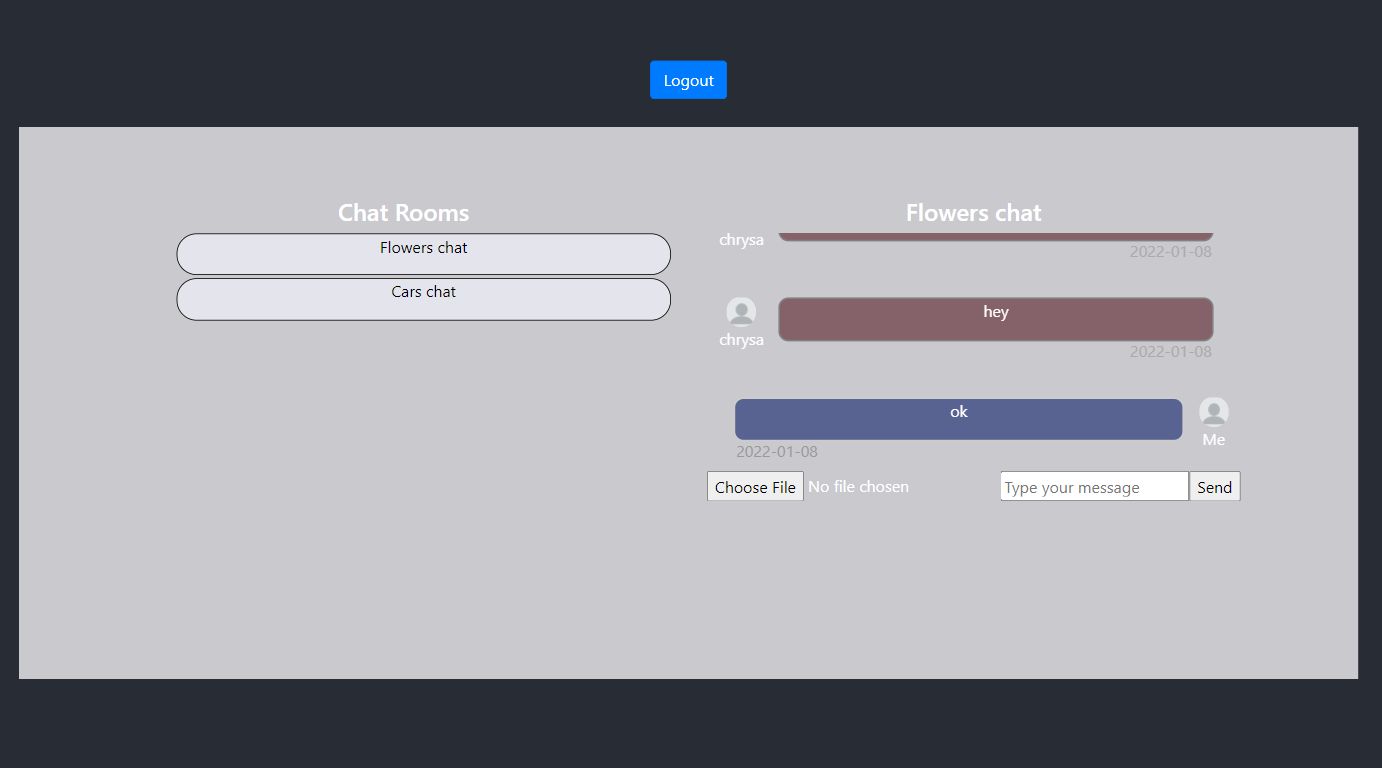 Logout
Chat Rooms
Flowers chat
Cars chat
Flowers chat
chrysa
2022-01-08
hey
chrysa
2022-01-08
ok
Me
2022-01-08
Choose File No file chosen
Type your message
Send